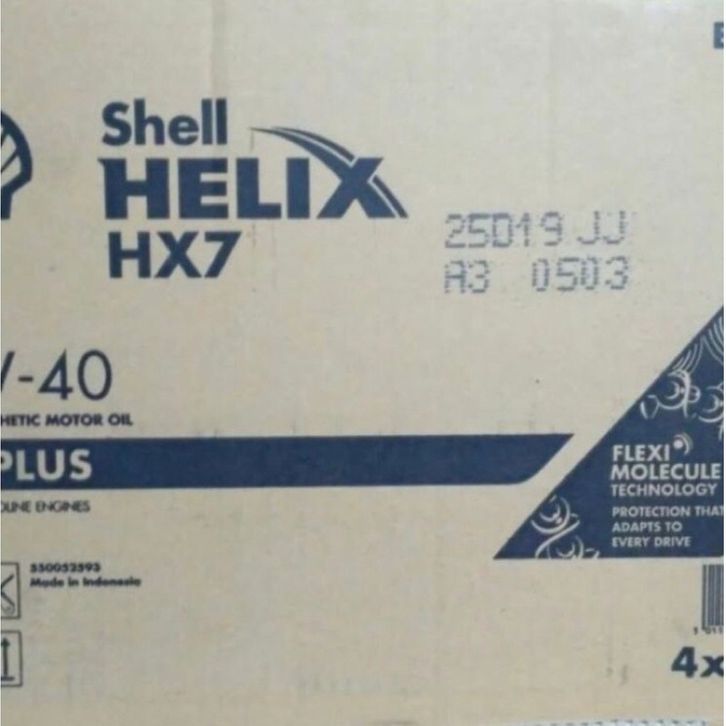 Shell
HELIX
HX7
25D19 JJ
A3 0503
-40
HETIC MOTOR OIL
PLUS
FLEXI
MOLECULE
TECHNOLOGY
PROTECTION THAT
ADAPTS TO
EVERY DRIVE
LINE ENGINES
550052593
Made in Indonesia
4x